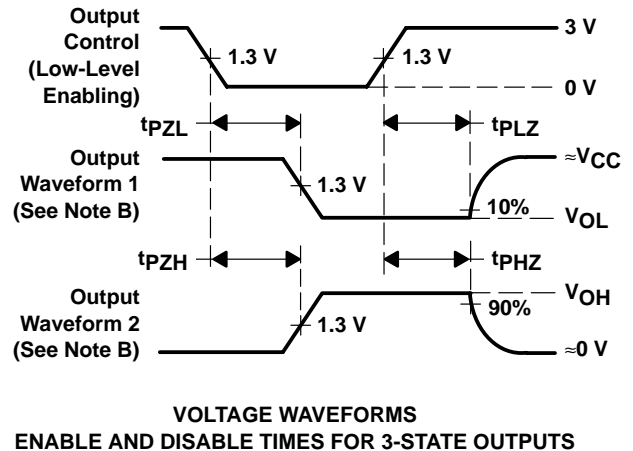 Output
Control
(Low-Level
Enabling)
1.3 V
1.3 V
3 V
0 V
tPZL
tPLZ
Output
Waveform 1
(See Note B)
1.3 V
≈VCC
10%
VOL
tPZH
tPHZ
Output
Waveform 2
(See Note B)
1.3 V
VOH
90%
≈0 V
VOLTAGE WAVEFORMS
ENABLE AND DISABLE TIMES FOR 3-STATE OUTPUTS